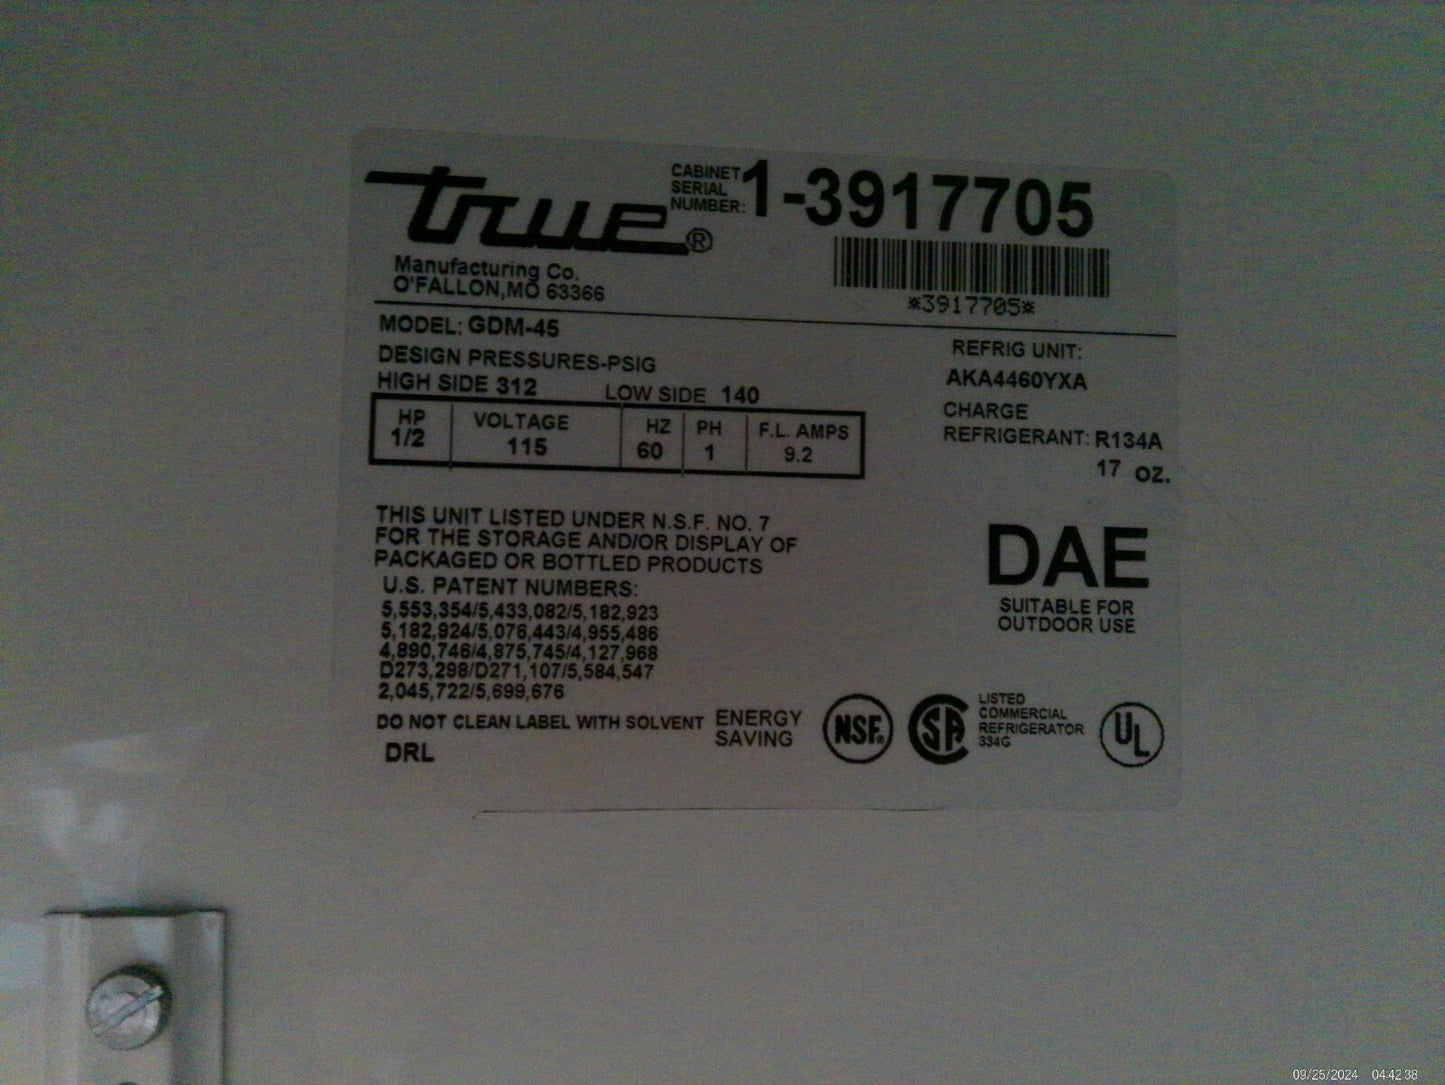 true®
CABINET
SERIAL
NUMBER: 1-3917705
*3917705*
Manufacturing Co.
O'FALLON,MO 63366
MODEL: GDM-45
DESIGN PRESSURES-PSIG
HIGH SIDE 312 LOW SIDE 140
REFRIG UNIT:
AKA4460YXA
CHARGE
REFRIGERANT: R134A
17 OZ.
HP VOLTAGE HZ PH F.L. AMPS
1/2 115 60 1 9.2
THIS UNIT LISTED UNDER N.S.F. NO. 7
FOR THE STORAGE AND/OR DISPLAY OF
PACKAGED OR BOTTLED PRODUCTS
U.S. PATENT NUMBERS:
5,553,354/5,433,082/5,182,923
5,182,924/5,076,443/4,955,486
4,890,746/4,875,745/4,127,968
D273,298/D271,107/5,584,547
2,045,722/5,699,676
DAE
SUITABLE FOR
OUTDOOR USE
DO NOT CLEAN LABEL WITH SOLVENT
DRL
ENERGY
SAVING
NSF®
SA
LISTED
COMMERCIAL
REFRIGERATOR
334G
UL
09/25/2024 04:42:38